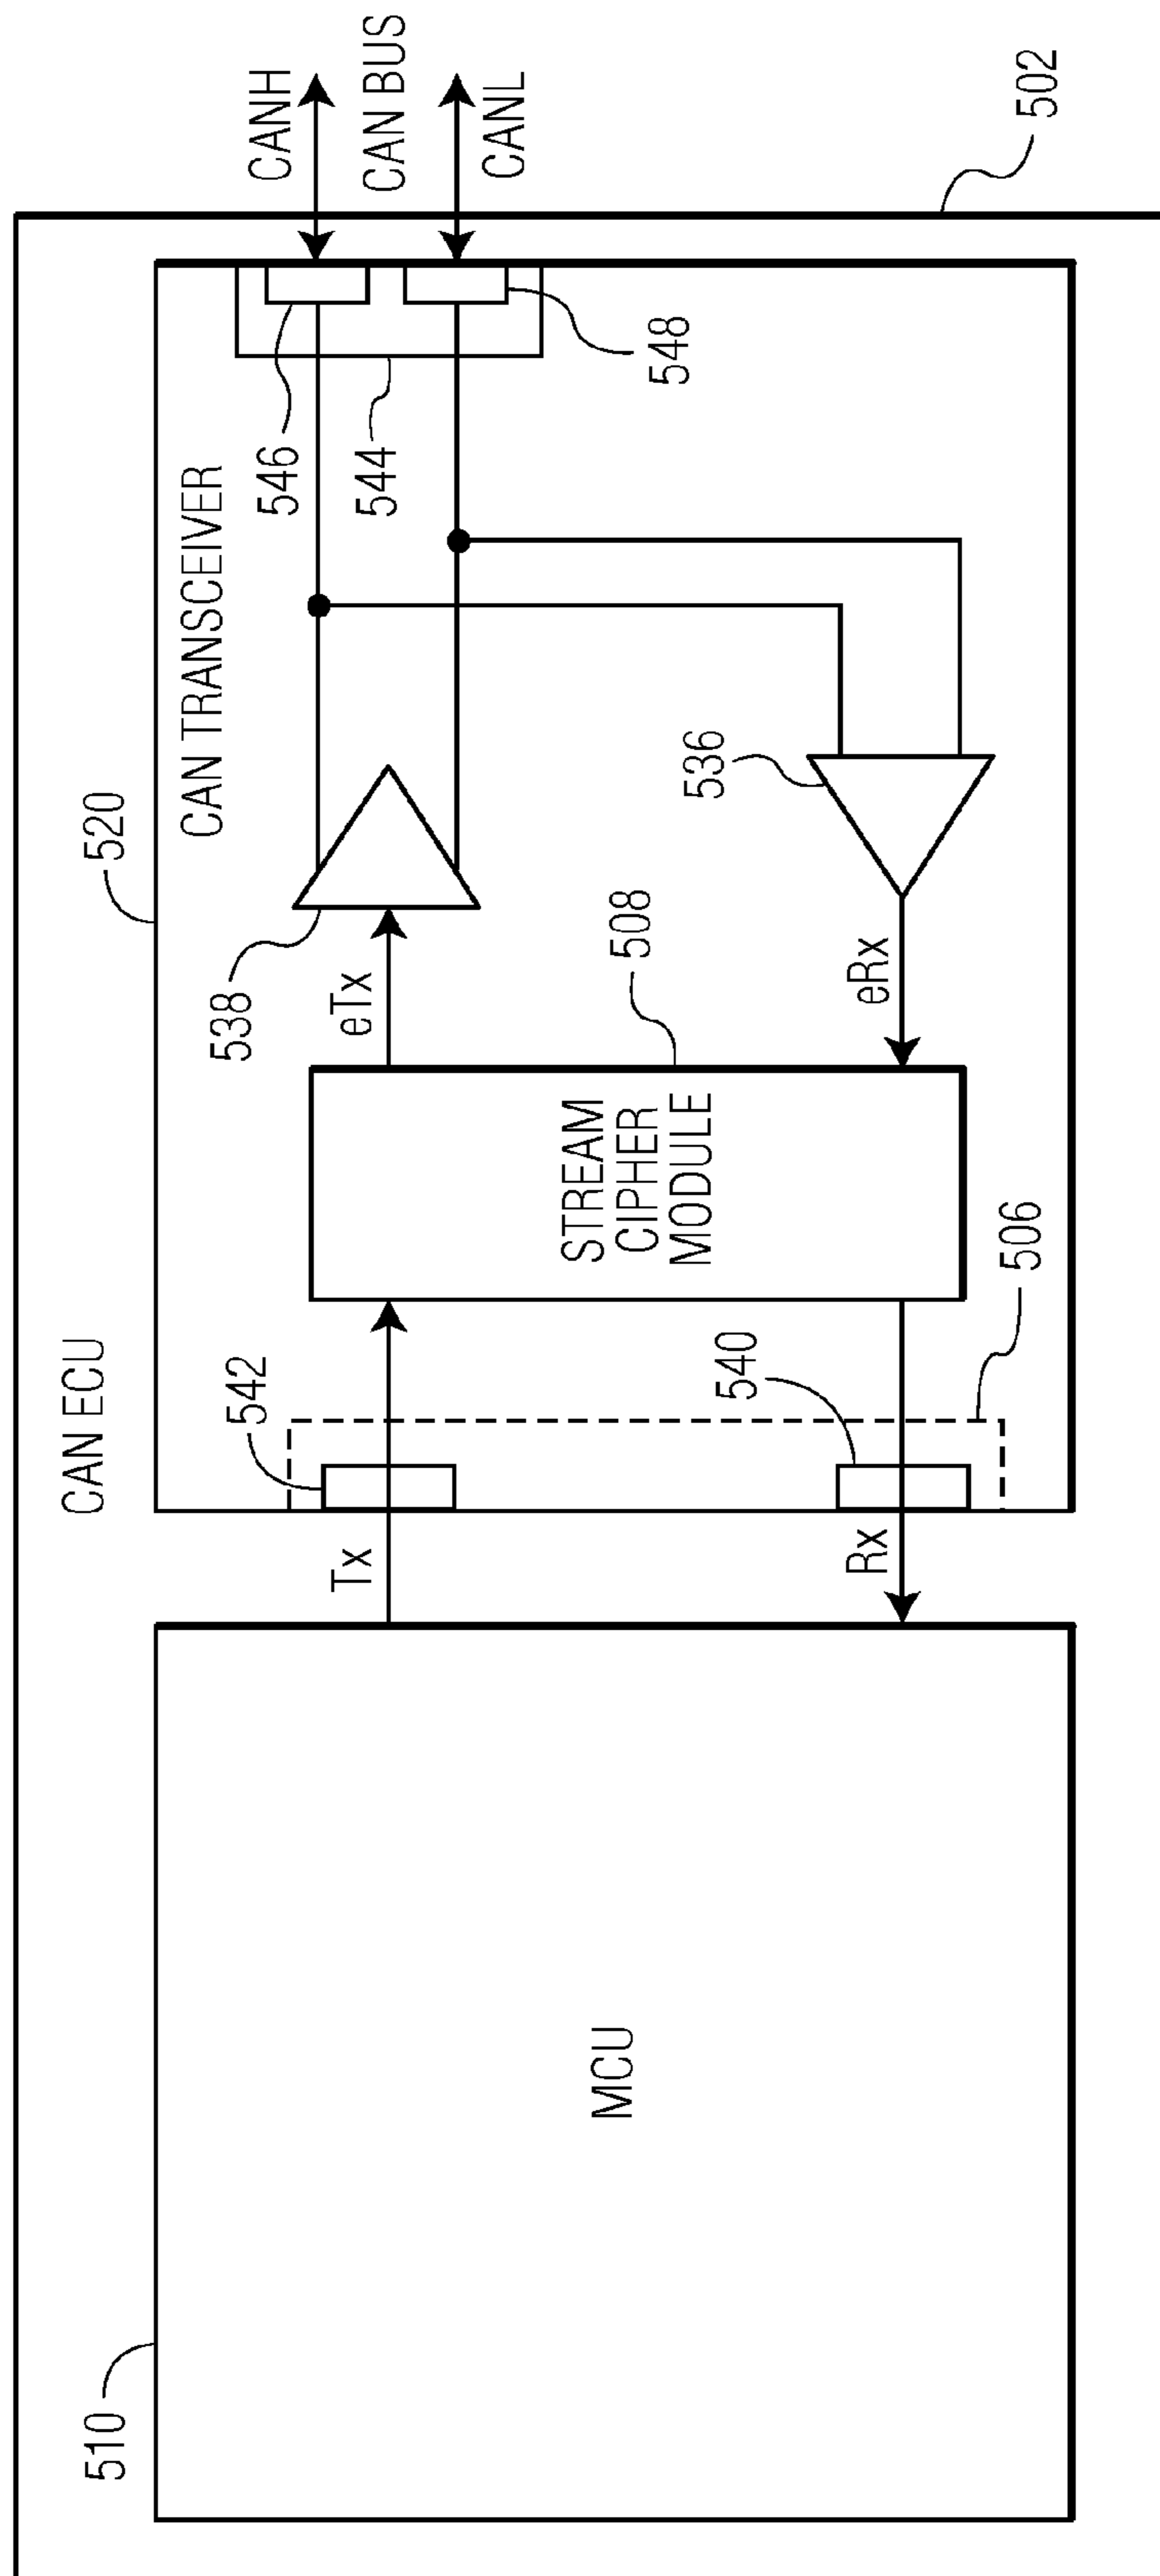 CAN ECU
502
510
MCU
Tx
Rx
520
CAN TRANSCEIVER
542
540
506
STREAM
CIPHER
MODULE
508
eTx
eRx
538
536
546
544
548
CANH
CAN BUS
CANL